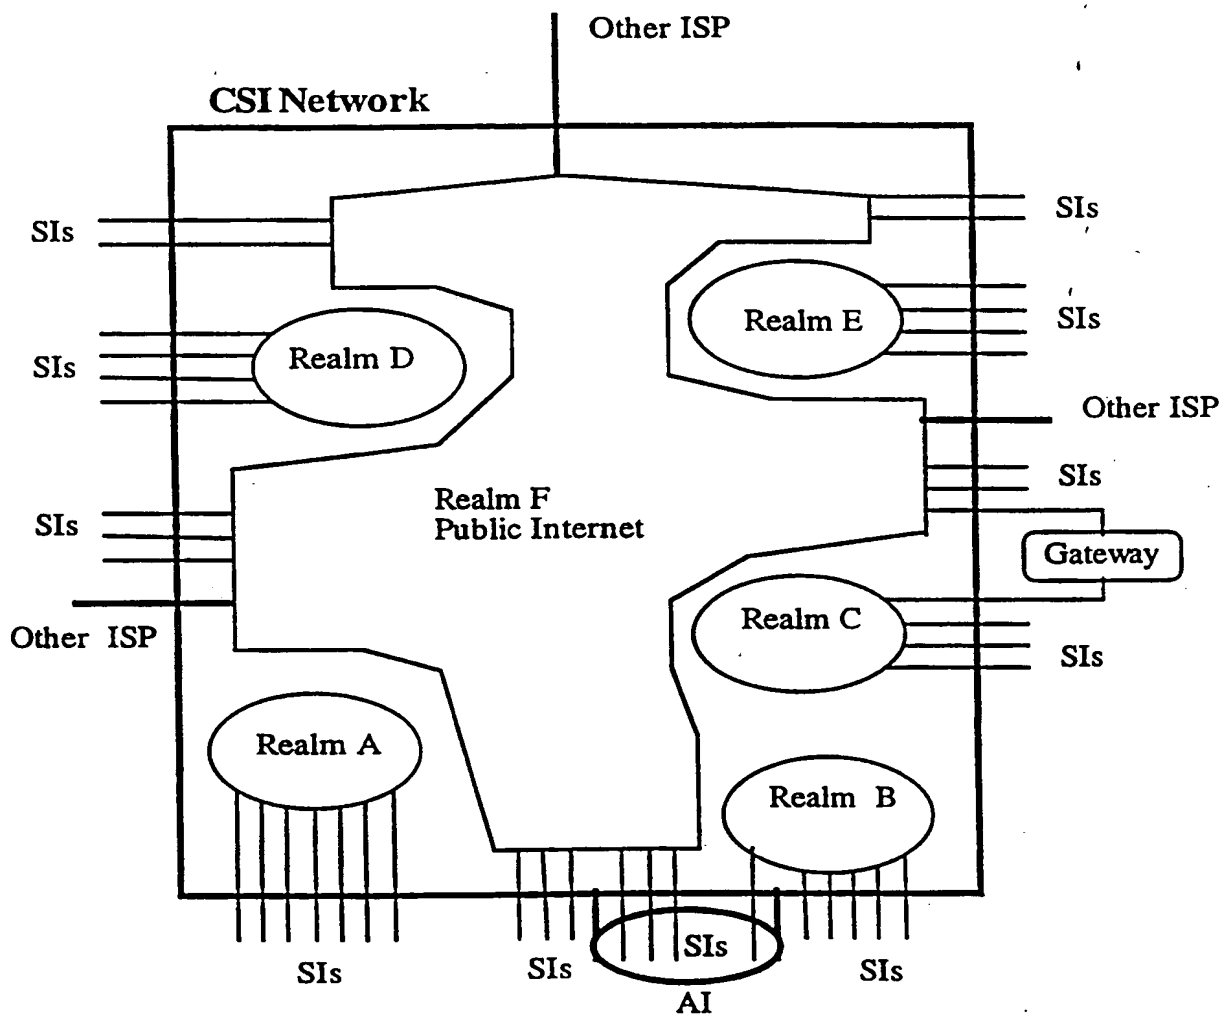 Other ISP
CSI Network
SIs
SIs
Realm E
SIs
Realm D
SIs
Other ISP
SIs
Realm F
Public Internet
SIs
Gateway
Other ISP
Realm C
SIs
Realm A
Realm B
SIs
SIs
SIs
SIs
AI